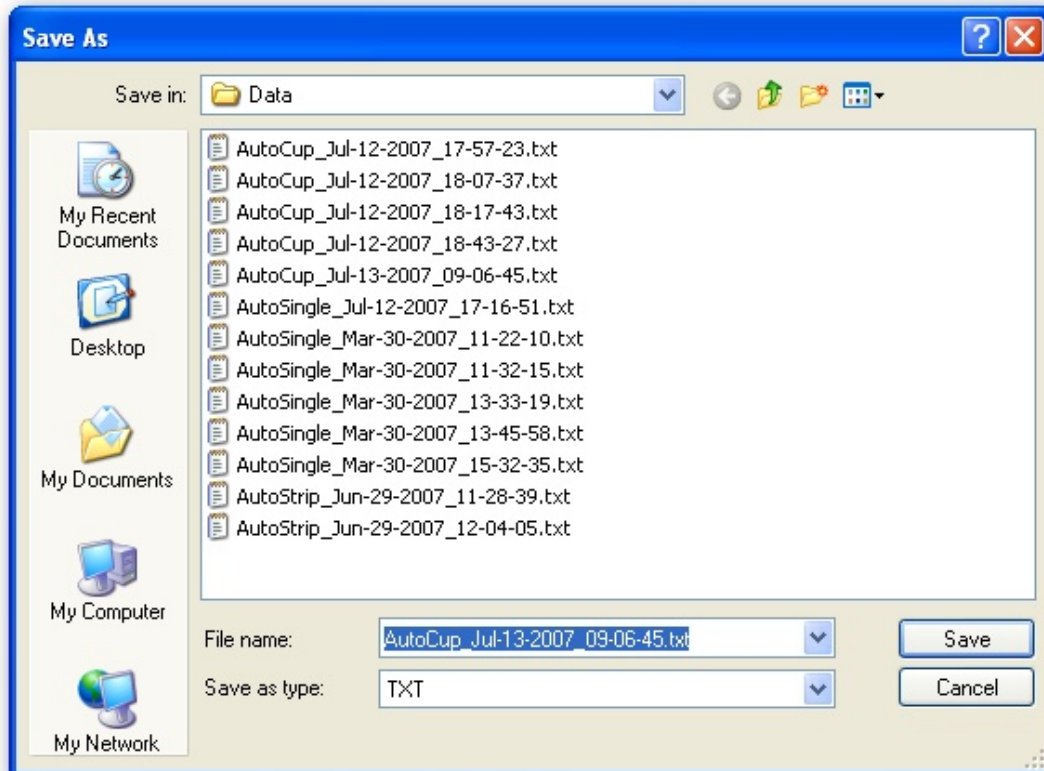 Save As
Save in: Data
My Recent
Documents
Desktop
My Documents
My Computer
My Network
AutoCup_Jul-12-2007_17-57-23.txt
AutoCup_Jul-12-2007_18-07-37.txt
AutoCup_Jul-12-2007_18-17-43.txt
AutoCup_Jul-12-2007_18-43-27.txt
AutoCup_Jul-13-2007_09-06-45.txt
AutoSingle_Jul-12-2007_17-16-51.txt
AutoSingle_Mar-30-2007_11-22-10.txt
AutoSingle_Mar-30-2007_11-32-15.txt
AutoSingle_Mar-30-2007_13-33-19.txt
AutoSingle_Mar-30-2007_13-45-58.txt
AutoSingle_Mar-30-2007_15-32-35.txt
AutoStrip_Jun-29-2007_11-28-39.txt
AutoStrip_Jun-29-2007_12-04-05.txt
File name: AutoCup_Jul-13-2007_09-06-45.txt Save
Save as type: TXT Cancel